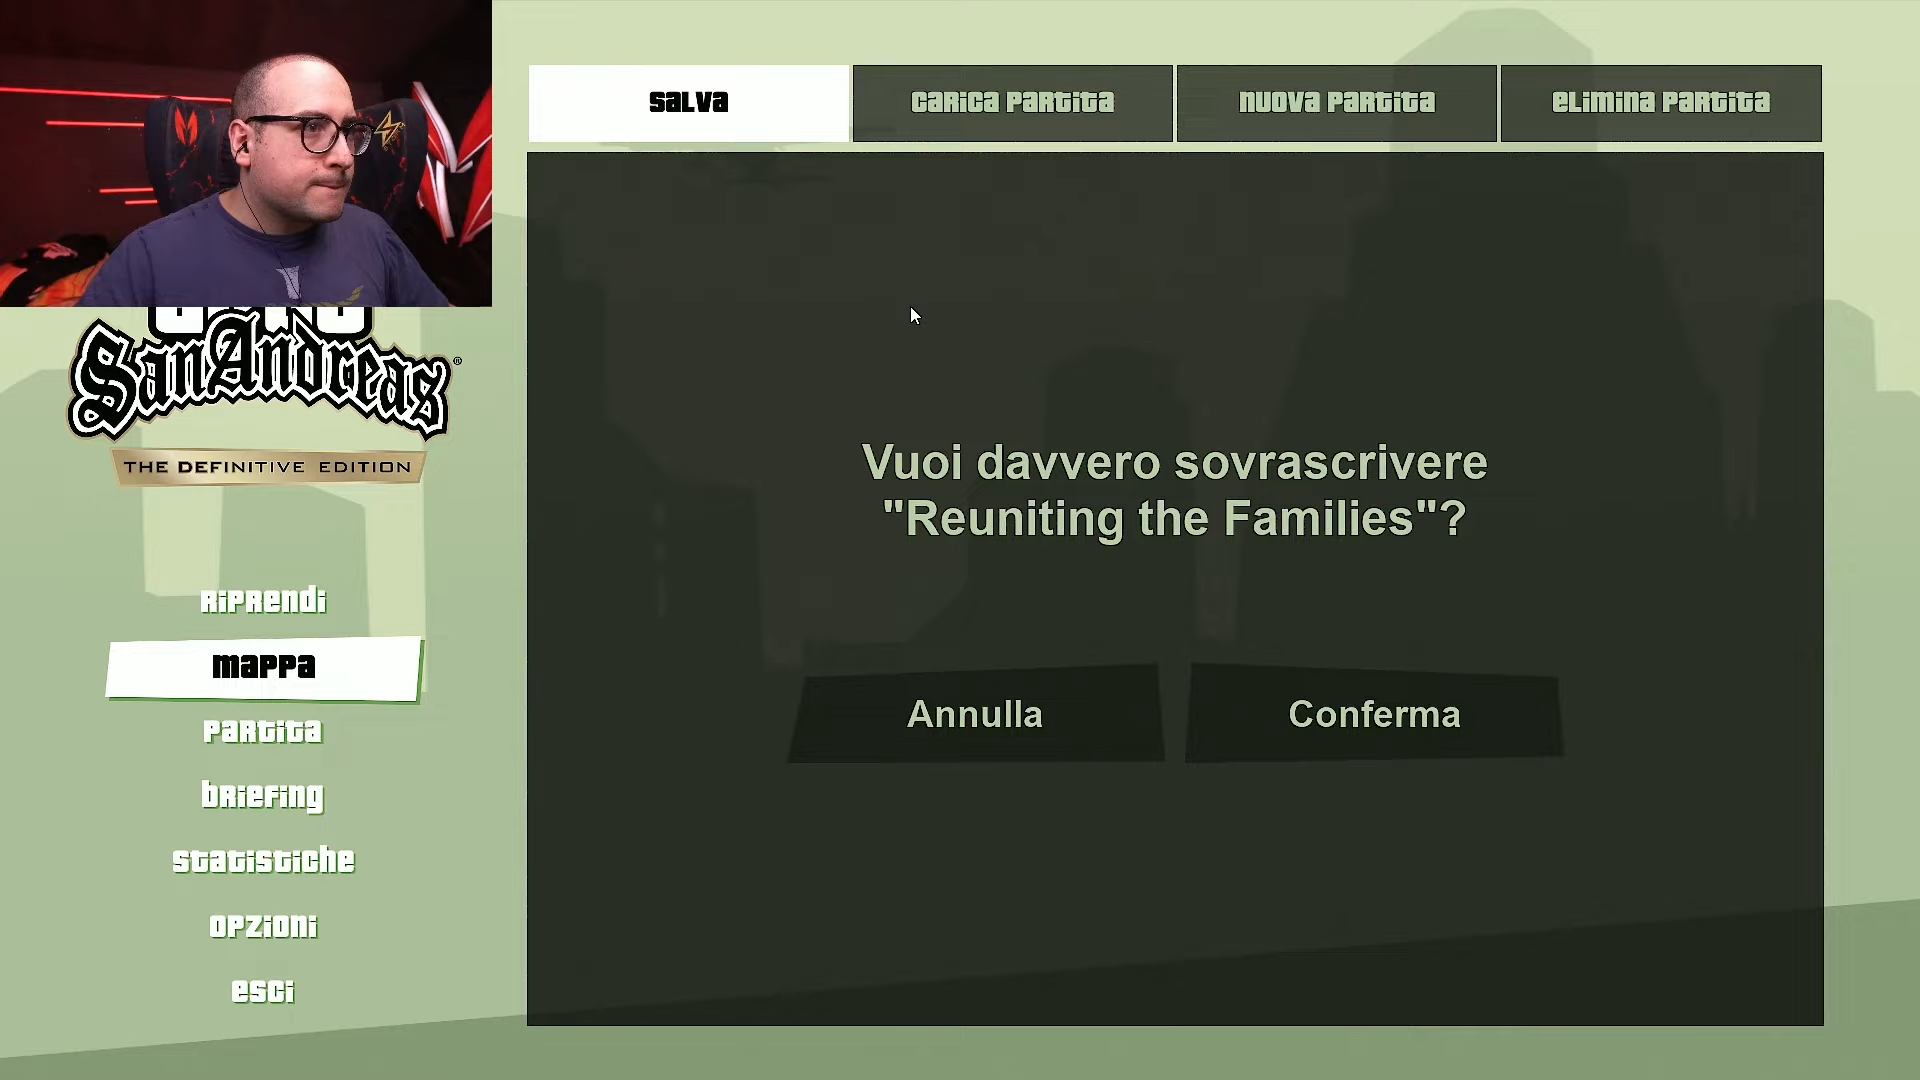 SALVA
CARICA PARTITA
NUOVA PARTITA
ELIMINA PARTITA
San Andreas®
THE DEFINITIVE EDITION
Vuoi davvero sovrascrivere
"Reuniting the Families"?
RIPRENDI
MAPPA
PARTITA
BRIEFING
STATISTICHE
OPZIONI
ESCI
Annulla
Conferma